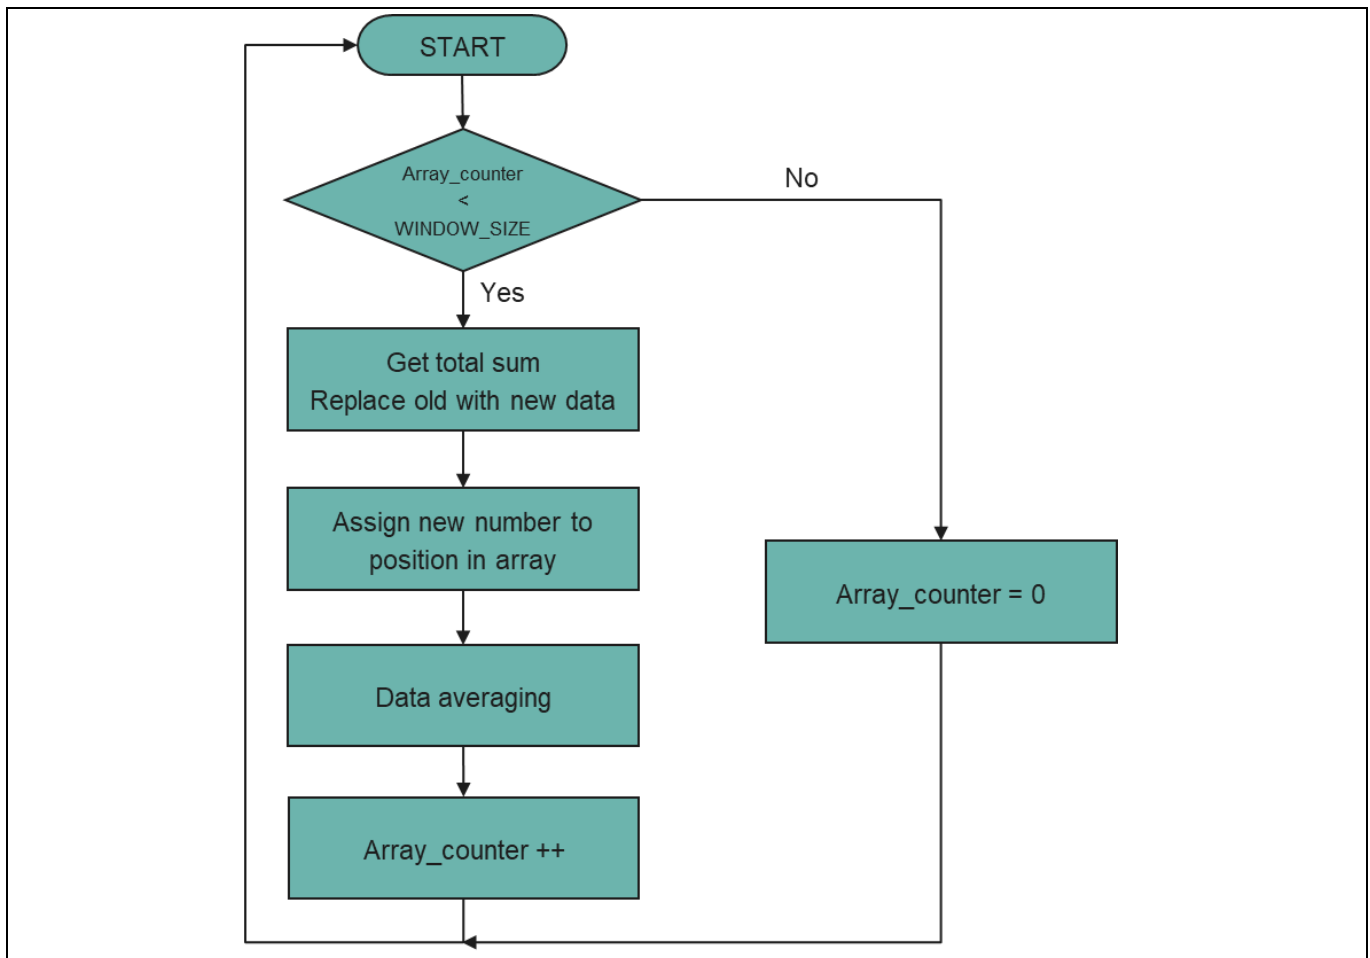 START
Array_counter
<
WINDOW_SIZE
No
Yes
Get total sum
Replace old with new data
Assign new number to
position in array
Array_counter = 0
Data averaging
Array_counter ++